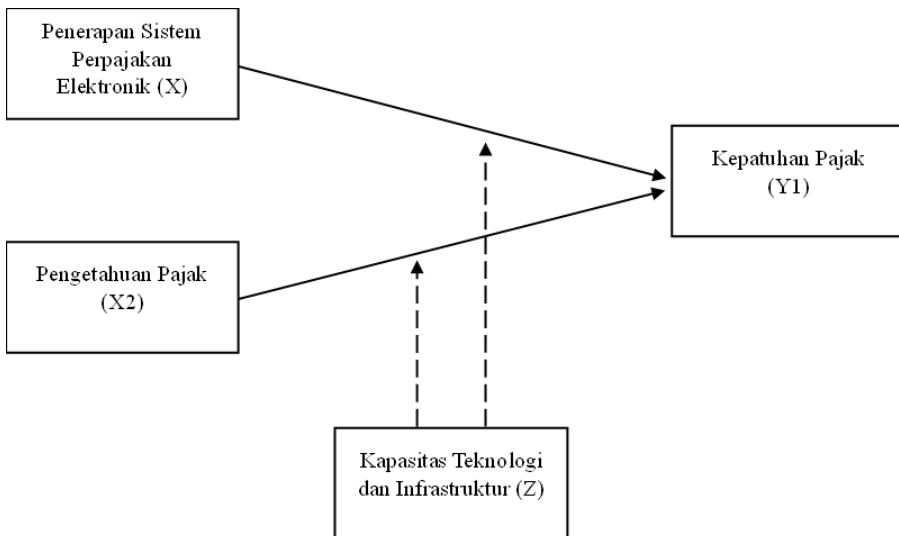 Penerapan Sistem
Perpajakan
Elektronik (X)
Kepatuhan Pajak
(Y1)
Pengetahuan Pajak
(X2)
Kapasitas Teknologi
dan Infrastruktur (Z)